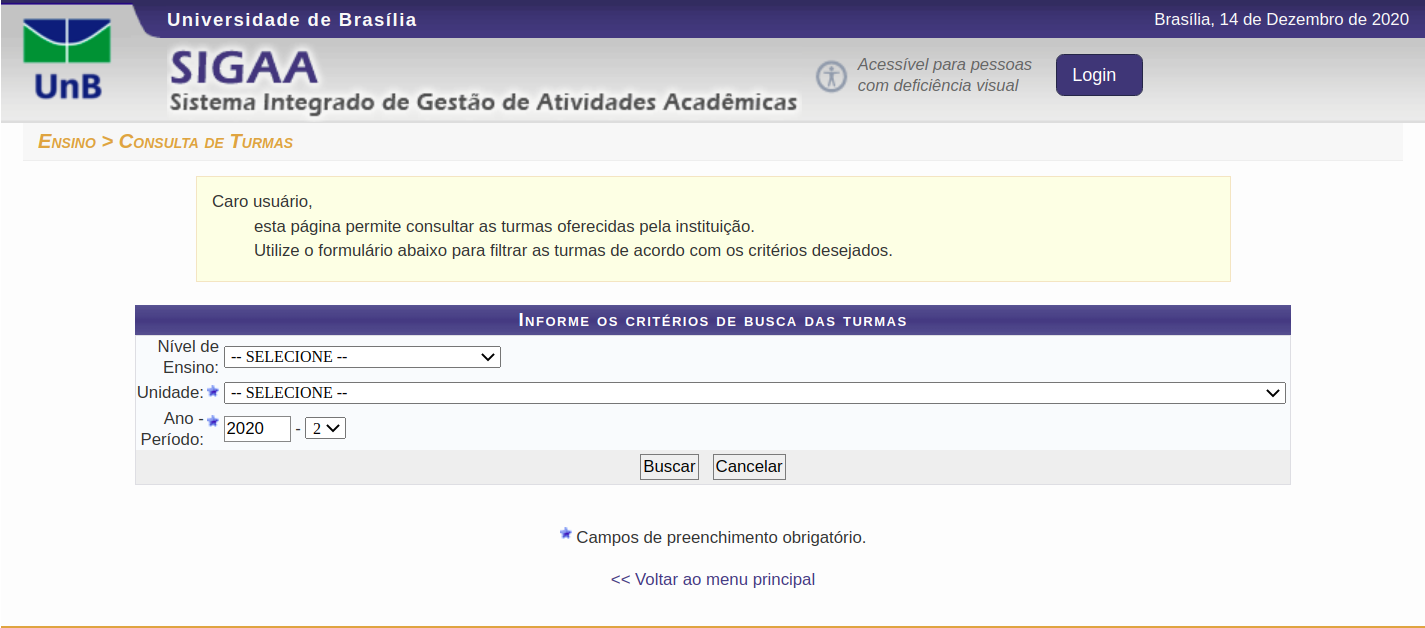 Universidade de Brasília
Brasília, 14 de Dezembro de 2020
UnB
SIGAA
Sistema Integrado de Gestão de Atividades Acadêmicas
Acessível para pessoas
com deficiência visual
Login
Ensino > Consulta de Turmas
Caro usuário,
esta página permite consultar as turmas oferecidas pela instituição.
Utilize o formulário abaixo para filtrar as turmas de acordo com os critérios desejados.
Informe os critérios de busca das turmas
Nível de
Ensino:
-- SELECIONE --
Unidade:
-- SELECIONE --
Ano -
Período:
2020 - 2
Buscar Cancelar
Campos de preenchimento obrigatório.
<< Voltar ao menu principal